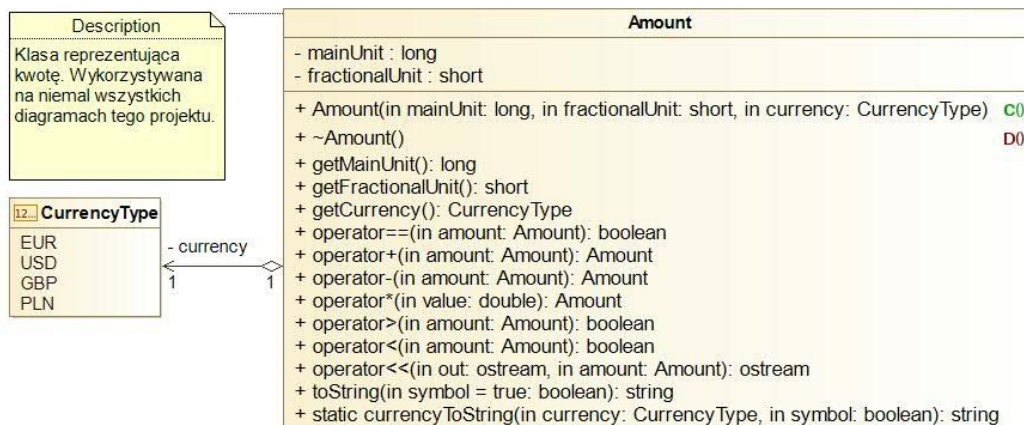 Description
Klasa reprezentująca
kwotę. Wykorzystywana
na niemal wszystkich
diagramach tego projektu.
Amount
- mainUnit : long
- fractionalUnit : short
+ Amount(in mainUnit: long, in fractionalUnit: short, in currency: CurrencyType) C()
+ ~Amount() D()
+ getMainUnit(): long
+ getFractionalUnit(): short
+ getCurrency(): CurrencyType
+ operator==(in amount: Amount): boolean
+ operator+(in amount: Amount): Amount
+ operator-(in amount: Amount): Amount
+ operator*(in value: double): Amount
+ operator>(in amount: Amount): boolean
+ operator<(in amount: Amount): boolean
+ operator<<(in out: ostream, in amount: Amount): ostream
+ toString(in symbol = true: boolean): string
+ static currencyToString(in currency: CurrencyType, in symbol: boolean): string
12... CurrencyType
EUR
USD
GBP
PLN
- currency
1 1